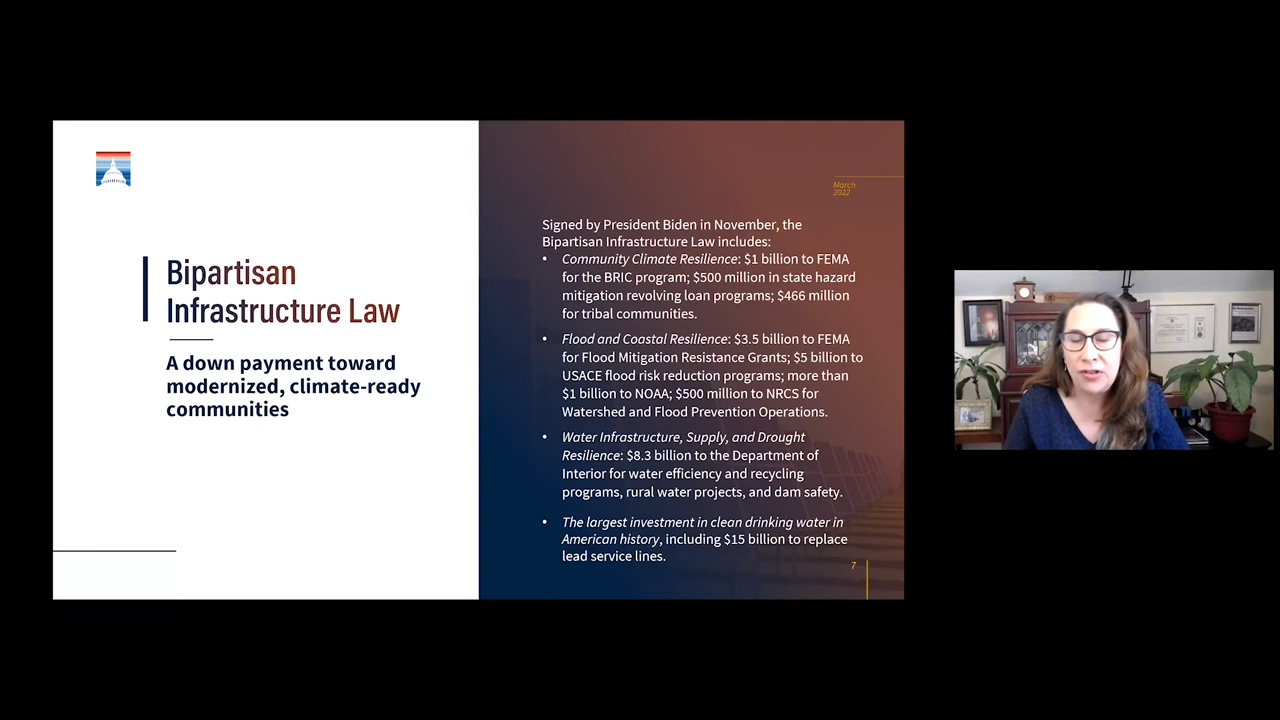 Bipartisan
Infrastructure Law
A down payment toward
modernized, climate-ready
communities
March
2022
Signed by President Biden in November, the
Bipartisan Infrastructure Law includes:
• Community Climate Resilience: $1 billion to FEMA
for the BRIC program; $500 million in state hazard
mitigation revolving loan programs; $466 million
for tribal communities.
• Flood and Coastal Resilience: $3.5 billion to FEMA
for Flood Mitigation Resistance Grants; $5 billion to
USACE flood risk reduction programs; more than
$1 billion to NOAA; $500 million to NRCS for
Watershed and Flood Prevention Operations.
• Water Infrastructure, Supply, and Drought
Resilience: $8.3 billion to the Department of
Interior for water efficiency and recycling
programs, rural water projects, and dam safety.
• The largest investment in clean drinking water in
American history, including $15 billion to replace
lead service lines.
7